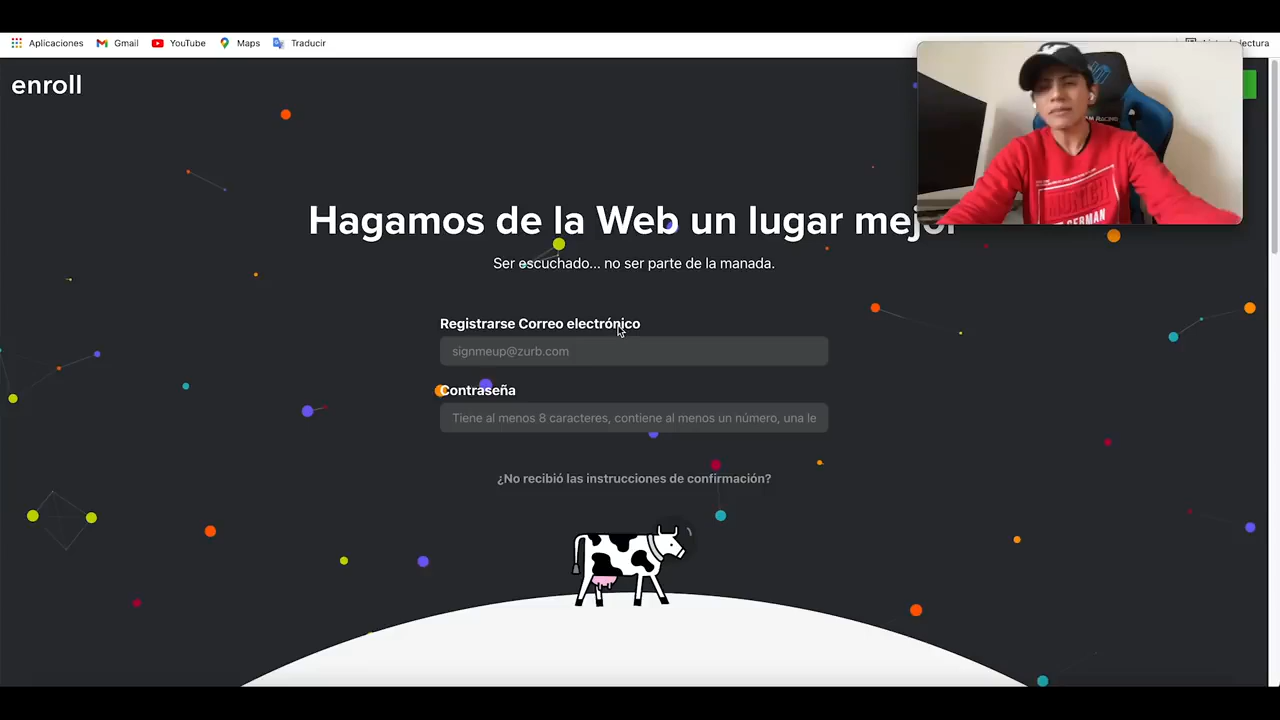 Aplicaciones Gmail YouTube Maps Traducir
enroll
Hagamos de la Web un lugar mejor
Ser escuchado... no ser parte de la manada.
Registrarse Correo electrónico
signmeup@zurb.com
Contraseña
Tiene al menos 8 caracteres, contiene al menos un número, una le
¿No recibió las instrucciones de confirmación?